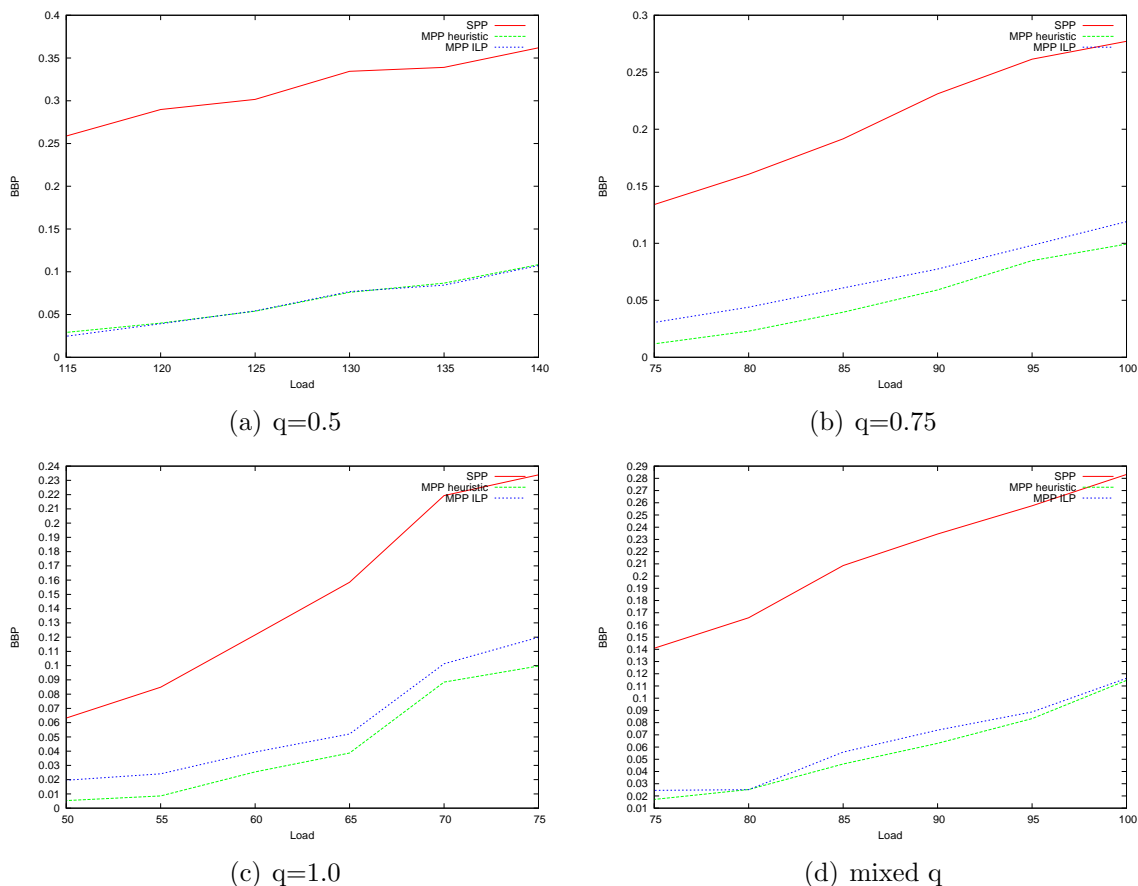 0.4
0.35
0.3
0.25
0.2
0.15
0.1
0.05
0
BBP
115 120 125 130 135 140
Load
SPP
MPP heuristic
MPP ILP
(a) q=0.5
0.3
0.25
0.2
0.15
0.1
0.05
0
BBP
75 80 85 90 95 100
Load
SPP
MPP heuristic
MPP ILP
(b) q=0.75
0.24
0.23
0.22
0.21
0.2
0.19
0.18
0.17
0.16
0.15
0.14
0.13
0.12
0.11
0.1
0.09
0.08
0.07
0.06
0.05
0.04
0.03
0.02
0.01
0
BBP
50 55 60 65 70 75
Load
SPP
MPP heuristic
MPP ILP
(c) q=1.0
0.29
0.28
0.27
0.26
0.25
0.24
0.23
0.22
0.21
0.2
0.19
0.18
0.17
0.16
0.15
0.14
0.13
0.12
0.11
0.1
0.09
0.08
0.07
0.06
0.05
0.04
0.03
0.02
0.01
BBP
75 80 85 90 95 100
Load
SPP
MPP heuristic
MPP ILP
(d) mixed q